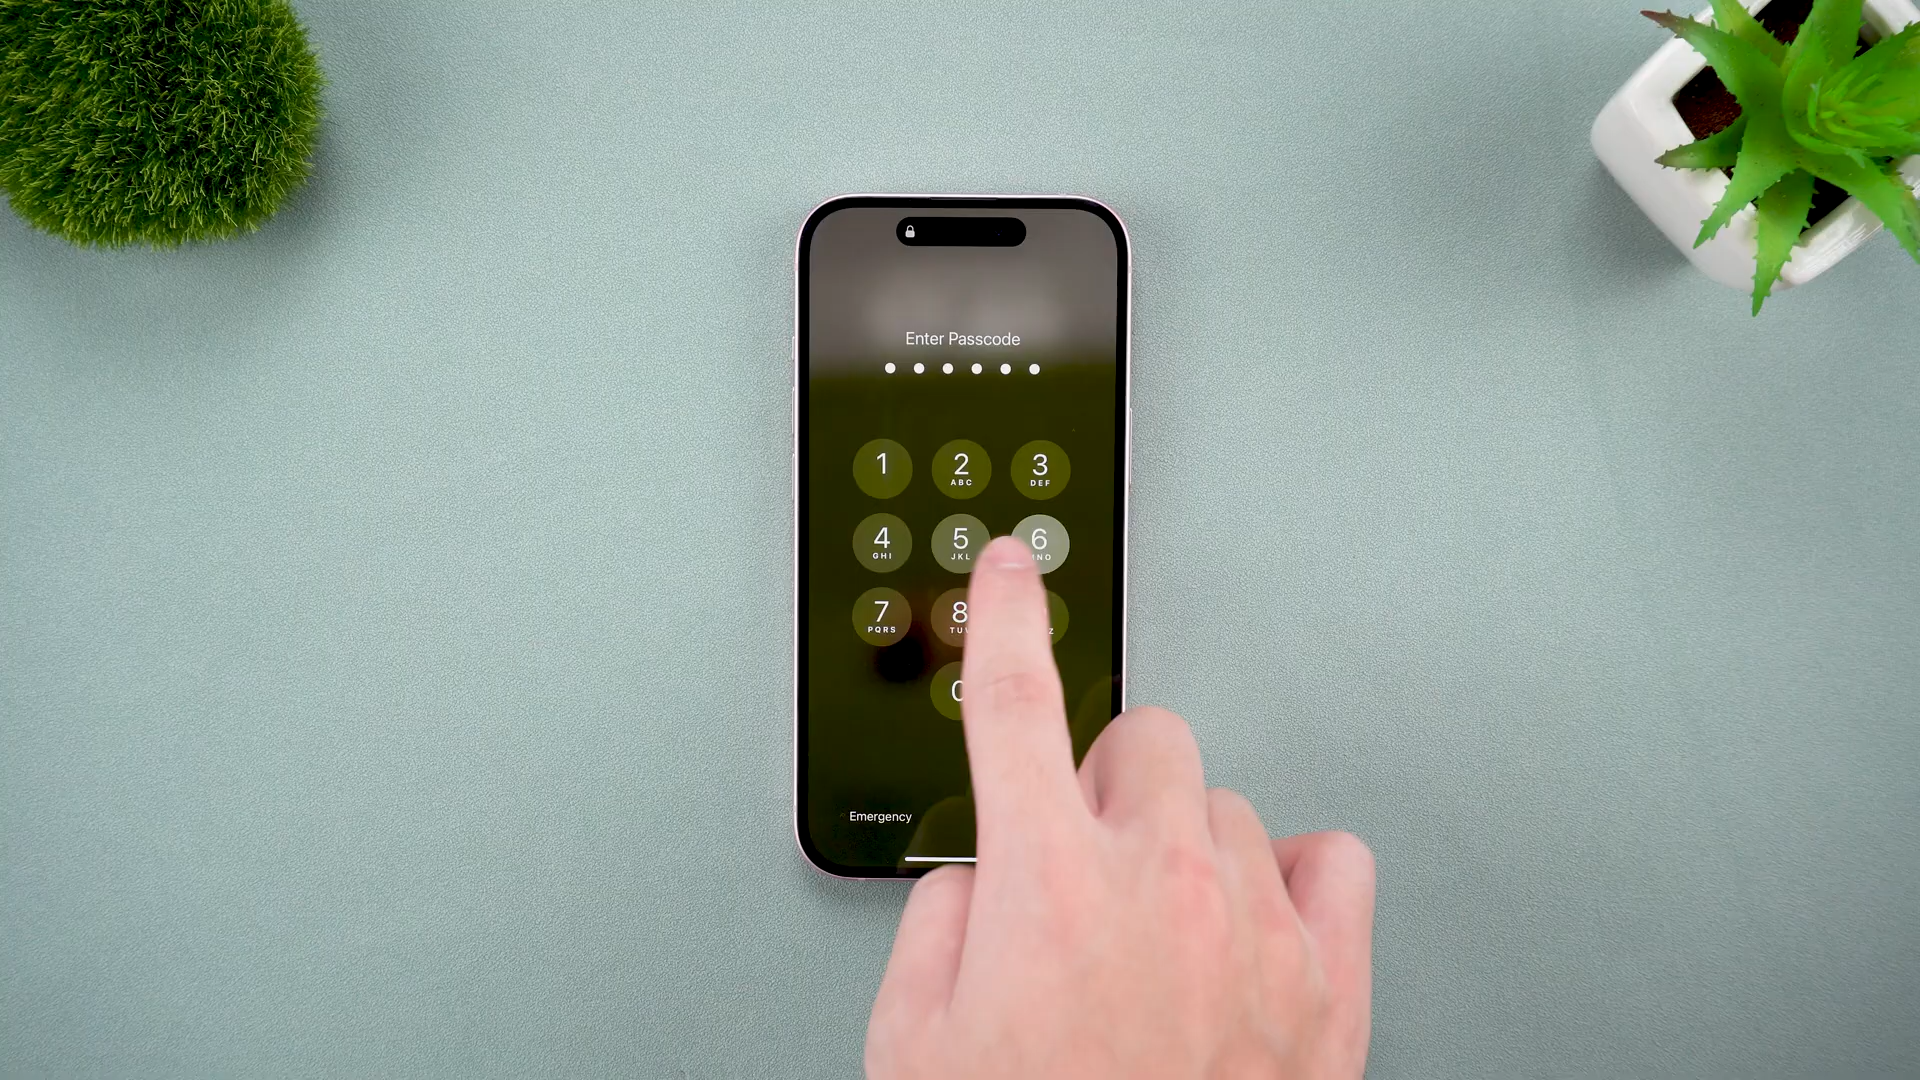 Enter Passcode
1 2 3
ABC DEF
4 5 6
GHI JKL
7 8
PQRS
0
Emergency